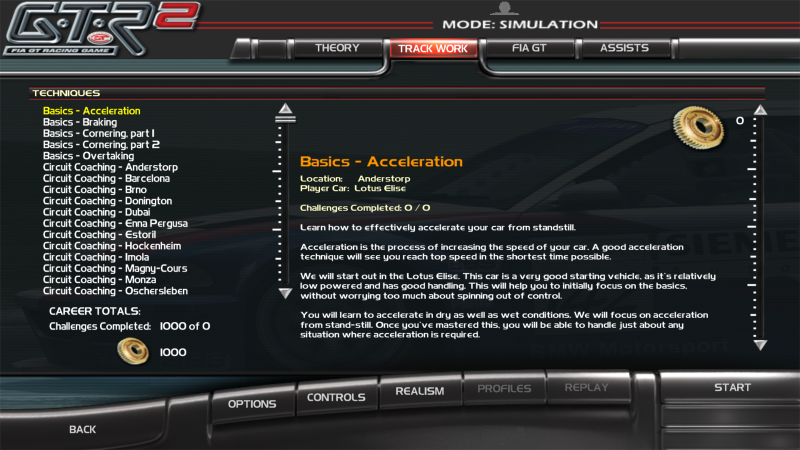 GTR2
FIA GT RACING GAME
MODE: SIMULATION
THEORY
TRACK WORK
FIA GT
ASSISTS
TECHNIQUES
Basics - Acceleration
Basics - Braking
Basics - Cornering, part 1
Basics - Cornering, part 2
Basics - Overtaking
Circuit Coaching - Anderstorp
Circuit Coaching - Barcelona
Circuit Coaching - Brno
Circuit Coaching - Donington
Circuit Coaching - Dubai
Circuit Coaching - Enna Pergusa
Circuit Coaching - Estoril
Circuit Coaching - Hockenheim
Circuit Coaching - Imola
Circuit Coaching - Magny-Cours
Circuit Coaching - Monza
Circuit Coaching - Oschersleben
CAREER TOTALS:
Challenges Completed: 1000 of 0
1000
0
Basics - Acceleration
Location: Anderstorp
Player Car: Lotus Elise
Challenges Completed: 0 / 0
Learn how to effectively accelerate your car from standstill.
Acceleration is the process of increasing the speed of your car. A good acceleration
technique will see you reach top speed in the shortest time possible.
We will start out in the Lotus Elise. This car is a very good starting vehicle, as it's relatively
low powered and has good handling. This will help you to initially focus on the basics,
without worrying too much about spinning out of control.
You will learn to accelerate in dry as well as wet conditions. We will focus on acceleration
from stand-still. Once you've mastered this, you will be able to handle just about any
situation where acceleration is required.
BACK
OPTIONS
CONTROLS
REALISM
PROFILES
REPLAY
START